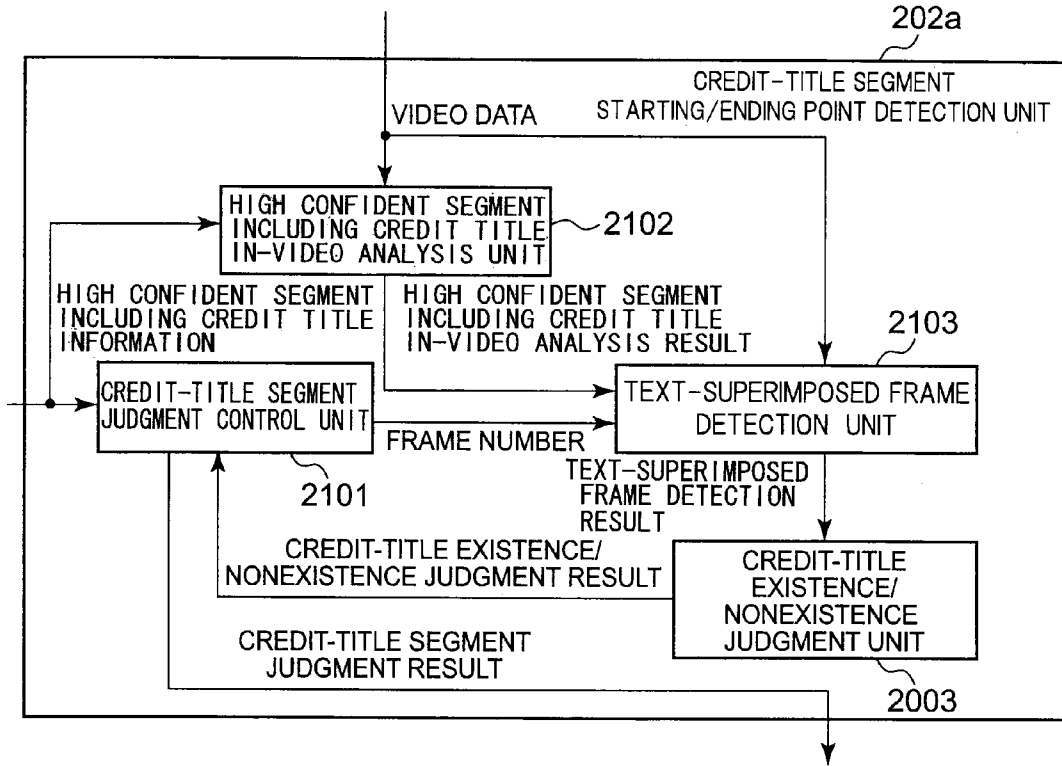 202a
CREDIT-TITLE SEGMENT
STARTING/ENDING POINT DETECTION UNIT
VIDEO DATA
HIGH CONFIDENT SEGMENT
INCLUDING CREDIT TITLE
IN-VIDEO ANALYSIS UNIT
2102
HIGH CONFIDENT SEGMENT
INCLUDING CREDIT TITLE
INFORMATION
HIGH CONFIDENT SEGMENT
INCLUDING CREDIT TITLE
IN-VIDEO ANALYSIS RESULT
2103
CREDIT-TITLE SEGMENT
JUDGMENT CONTROL UNIT
TEXT-SUPERIMPOSED FRAME
DETECTION UNIT
FRAME NUMBER
2101
TEXT-SUPERIMPOSED
FRAME DETECTION
RESULT
CREDIT-TITLE EXISTENCE/
NONEXISTENCE JUDGMENT RESULT
CREDIT-TITLE
EXISTENCE/
NONEXISTENCE
JUDGMENT UNIT
CREDIT-TITLE SEGMENT
JUDGMENT RESULT
2003